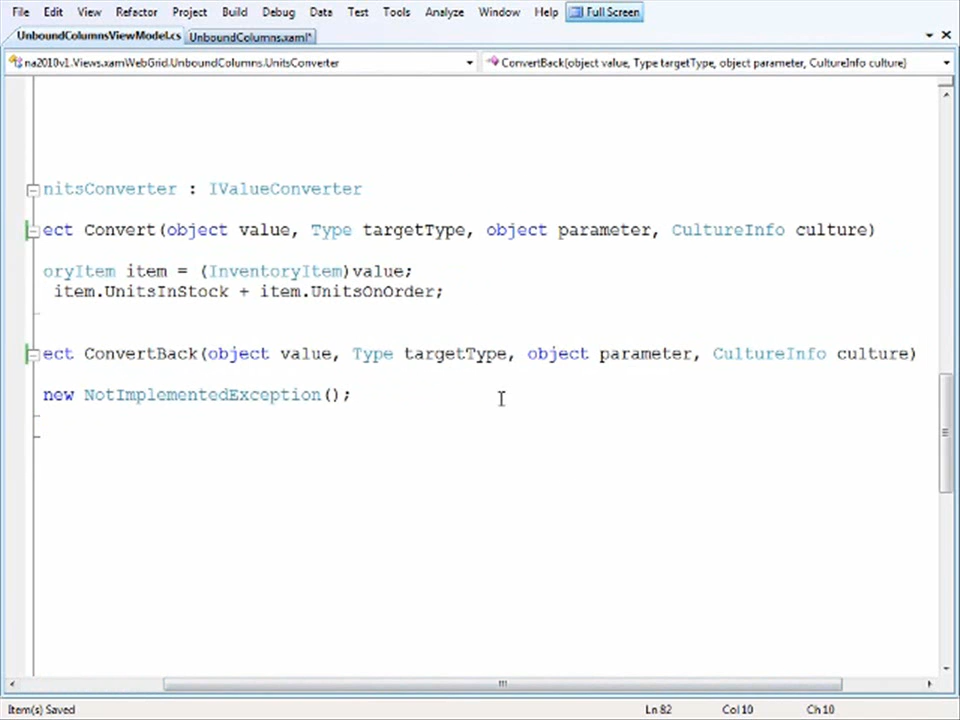 File Edit View Refactor Project Build Debug Data Test Tools Analyze Window Help Full Screen
UnboundColumnsViewModel.cs UnboundColumns.xaml*
na2010v1.Views.xamWebGrid.UnboundColumns.UnitsConverter ConvertBack(object value, Type targetType, object parameter, CultureInfo culture)
nitsConverter : IValueConverter
ect Convert(object value, Type targetType, object parameter, CultureInfo culture)
oryItem item = (InventoryItem)value;
item.UnitsInStock + item.UnitsOnOrder;
ect ConvertBack(object value, Type targetType, object parameter, CultureInfo culture)
new NotImplementedException();
Item(s) Saved Ln 82 Col 10 Ch 10